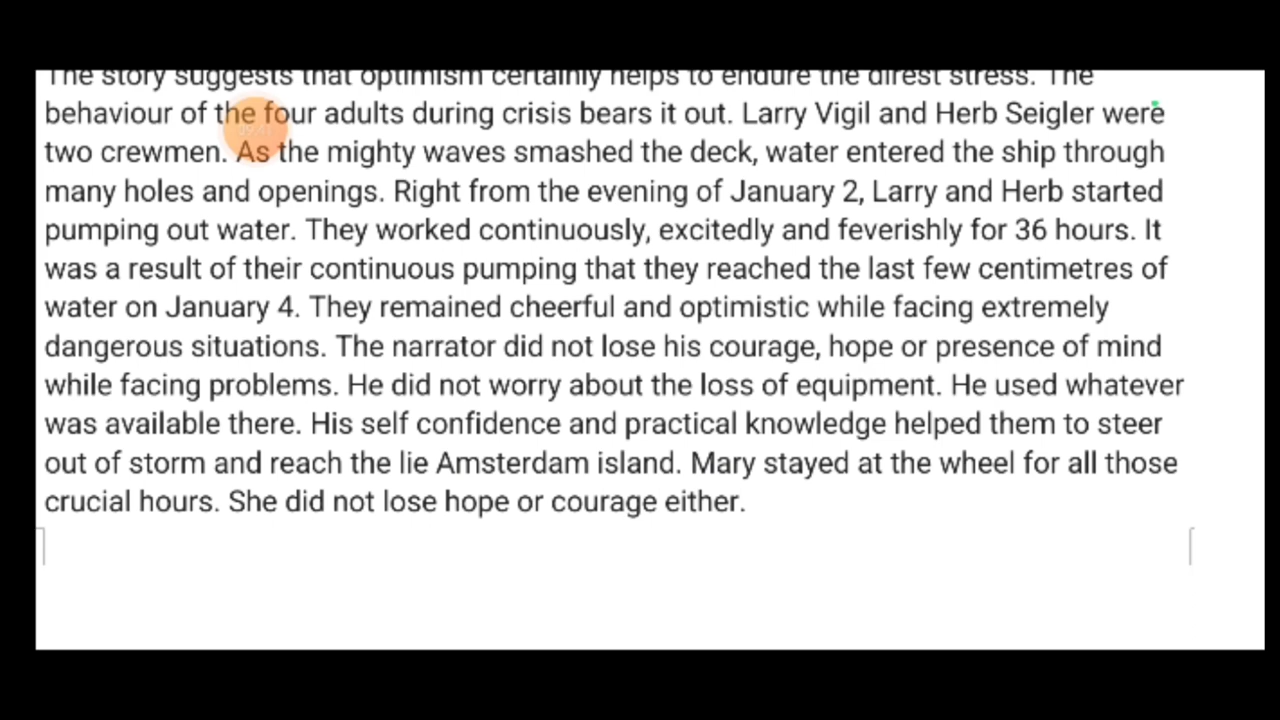 The story suggests that optimism certainly helps to endure the direst stress. The
behaviour of the four adults during crisis bears it out. Larry Vigil and Herb Seigler were
two crewmen. As the mighty waves smashed the deck, water entered the ship through
many holes and openings. Right from the evening of January 2, Larry and Herb started
pumping out water. They worked continuously, excitedly and feverishly for 36 hours. It
was a result of their continuous pumping that they reached the last few centimetres of
water on January 4. They remained cheerful and optimistic while facing extremely
dangerous situations. The narrator did not lose his courage, hope or presence of mind
while facing problems. He did not worry about the loss of equipment. He used whatever
was available there. His self confidence and practical knowledge helped them to steer
out of storm and reach the lie Amsterdam island. Mary stayed at the wheel for all those
crucial hours. She did not lose hope or courage either.